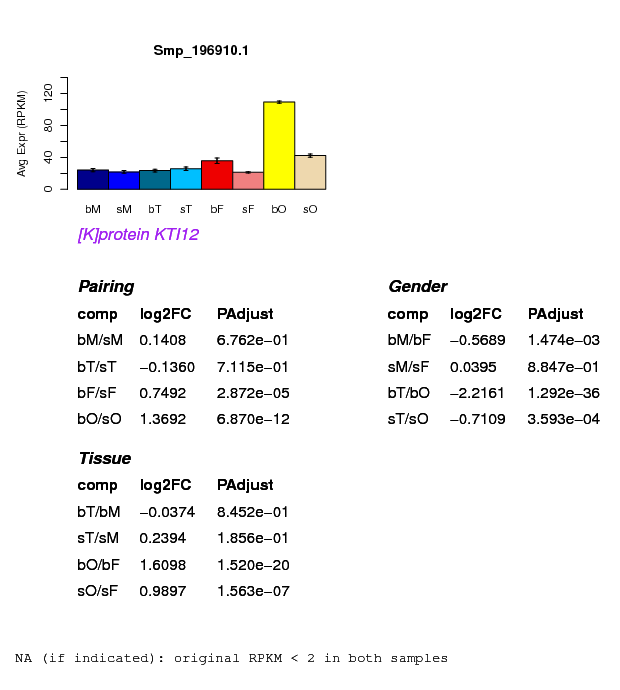 Smp_196910.1
Avg Expr (RPKM)
0 40 80 120
bM sM bT sT bF sF bO sO
[K]protein KTI12
Pairing
comp log2FC PAdjust
bM/sM 0.1408 6.762e−01
bT/sT −0.1360 7.115e−01
bF/sF 0.7492 2.872e−05
bO/sO 1.3692 6.870e−12
Gender
comp log2FC PAdjust
bM/bF −0.5689 1.474e−03
sM/sF 0.0395 8.847e−01
bT/bO −2.2161 1.292e−36
sT/sO −0.7109 3.593e−04
Tissue
comp log2FC PAdjust
bT/bM −0.0374 8.452e−01
sT/sM 0.2394 1.856e−01
bO/bF 1.6098 1.520e−20
sO/sF 0.9897 1.563e−07
NA (if indicated): original RPKM < 2 in both samples